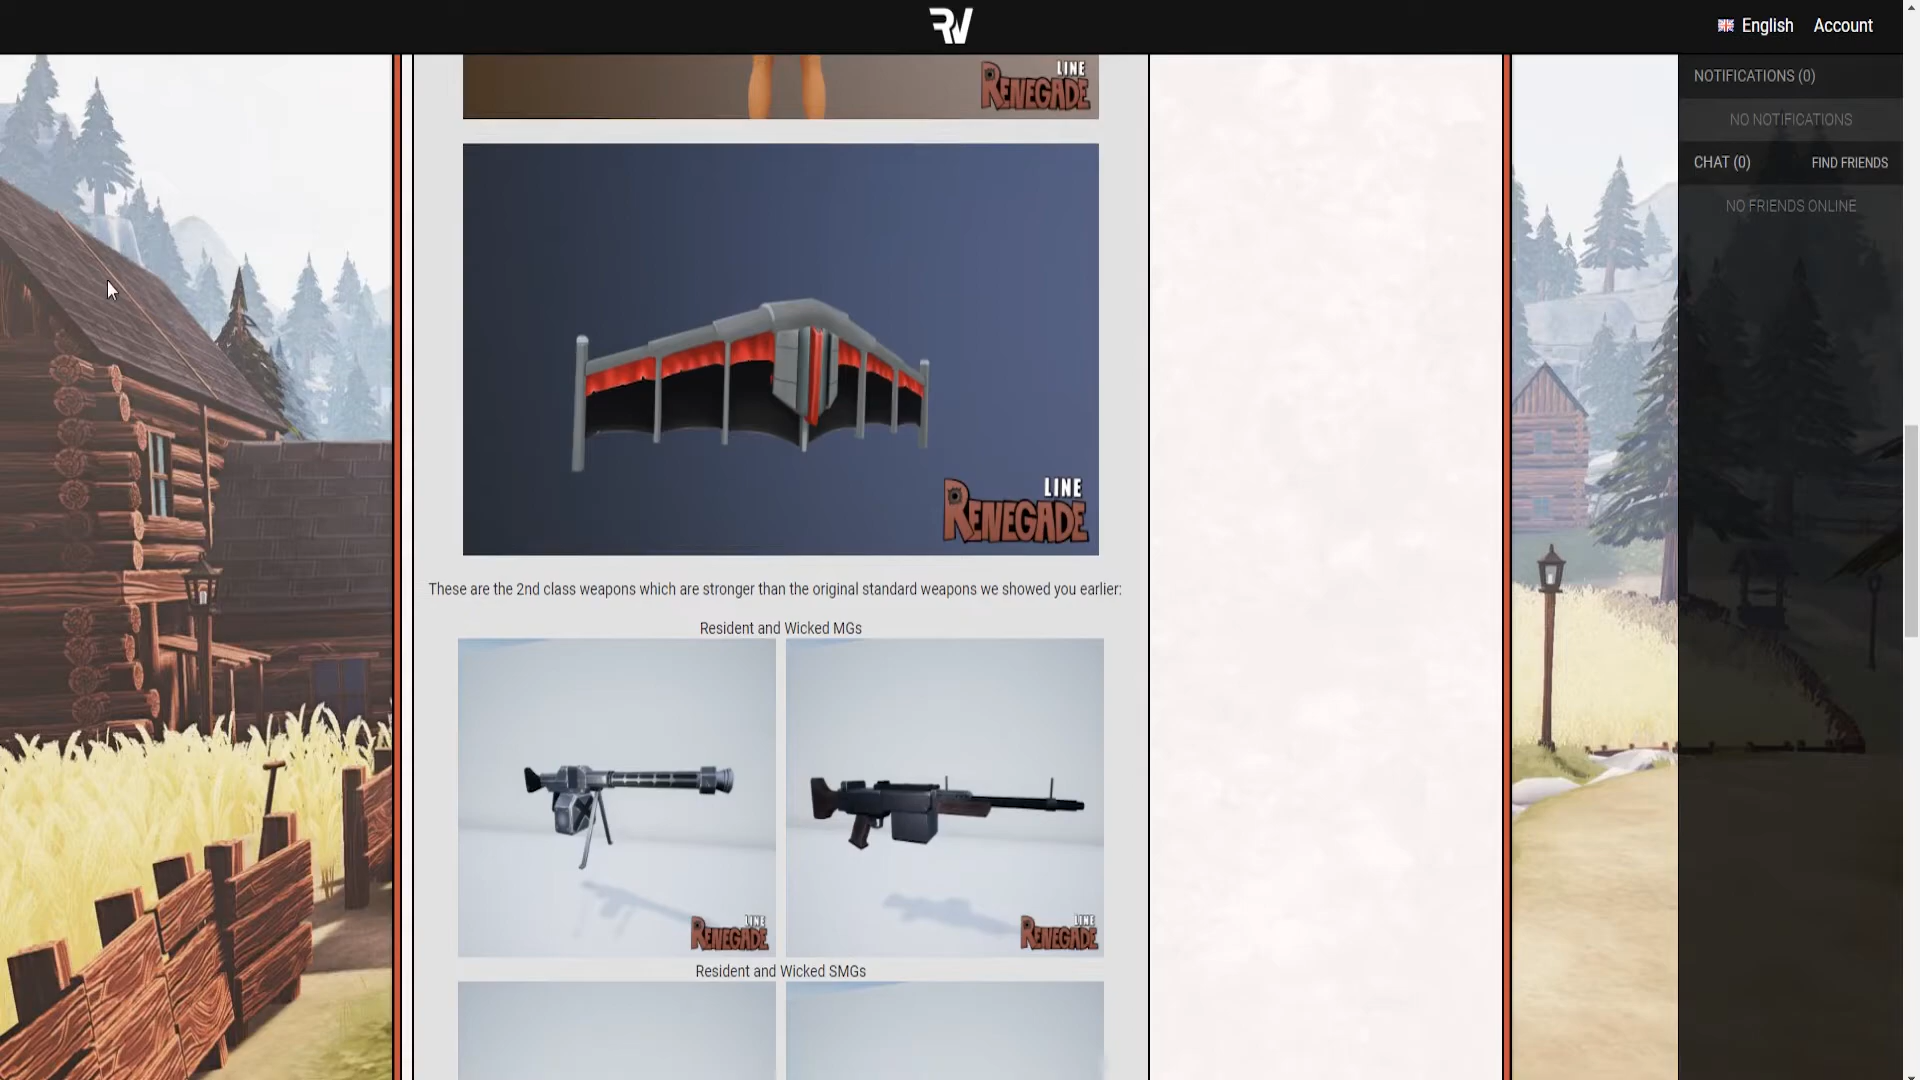 RW
English
Account
LINE
RENEGADE
NOTIFICATIONS (0)
NO NOTIFICATIONS
CHAT (0)
FIND FRIENDS
NO FRIENDS ONLINE
LINE
RENEGADE
These are the 2nd class weapons which are stronger than the original standard weapons we showed you earlier:
Resident and Wicked MGs
LINE
RENEGADE
LINE
RENEGADE
Resident and Wicked SMGs